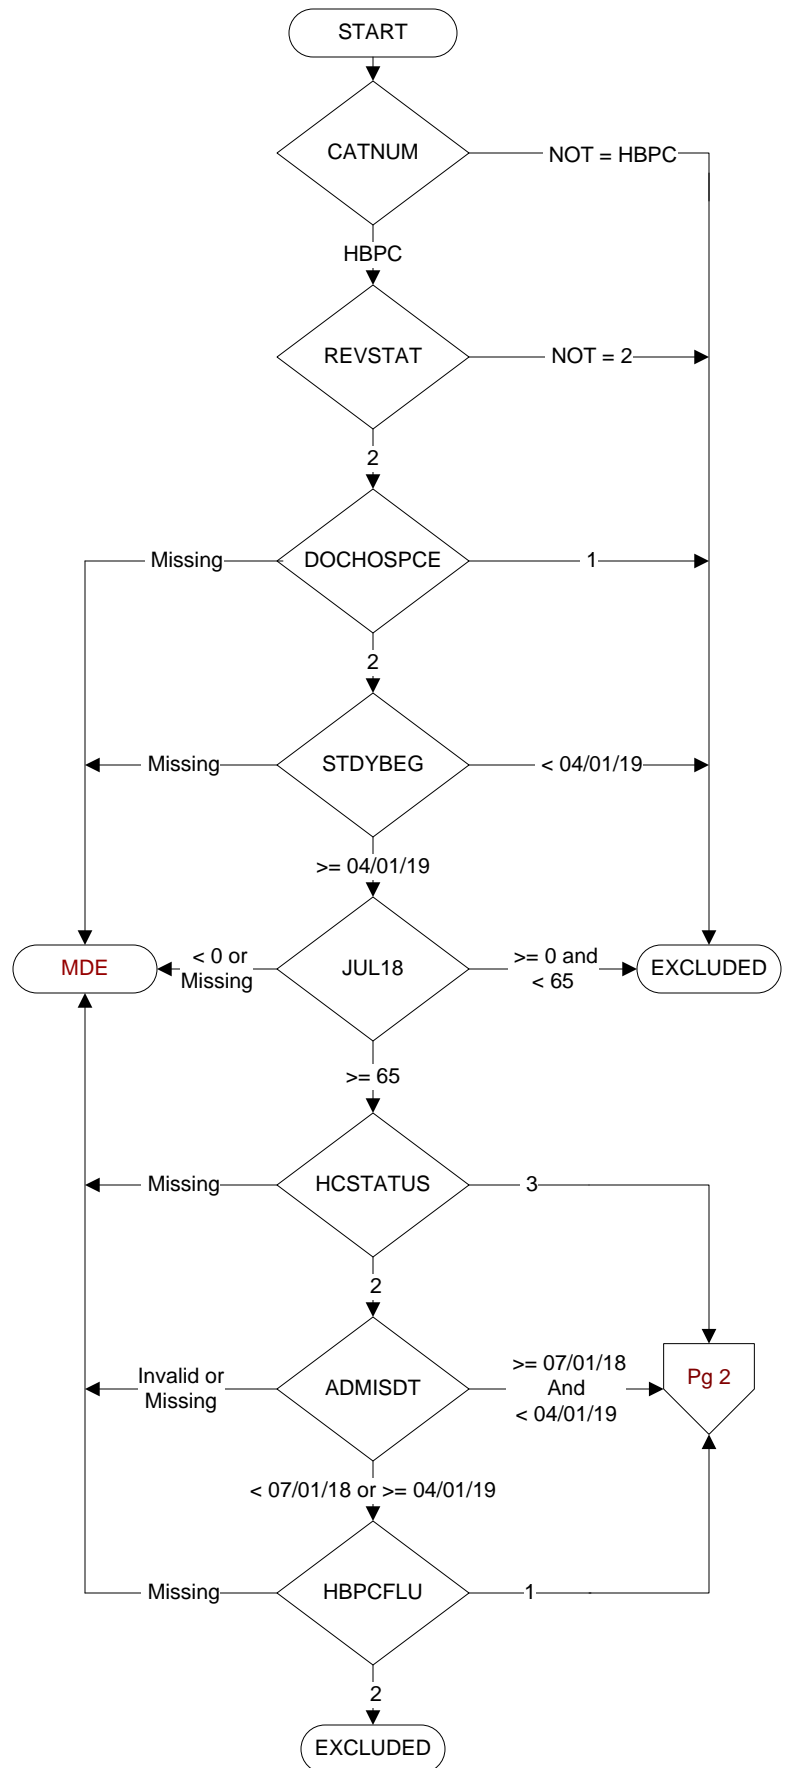 START
CATNUM
NOT = HBPC
HBPC
REVSTAT
NOT = 2
2
Missing
DOCHOSPCE
1
2
Missing
STDYBEG
< 04/01/19
>= 04/01/19
MDE
< 0 or
Missing
JUL18
>= 0 and
< 65
EXCLUDED
>= 65
Missing
HCSTATUS
3
2
Invalid or
Missing
ADMISDT
>= 07/01/18
And
< 04/01/19
Pg 2
< 07/01/18 or >= 04/01/19
Missing
HBPCFLU
1
2
EXCLUDED